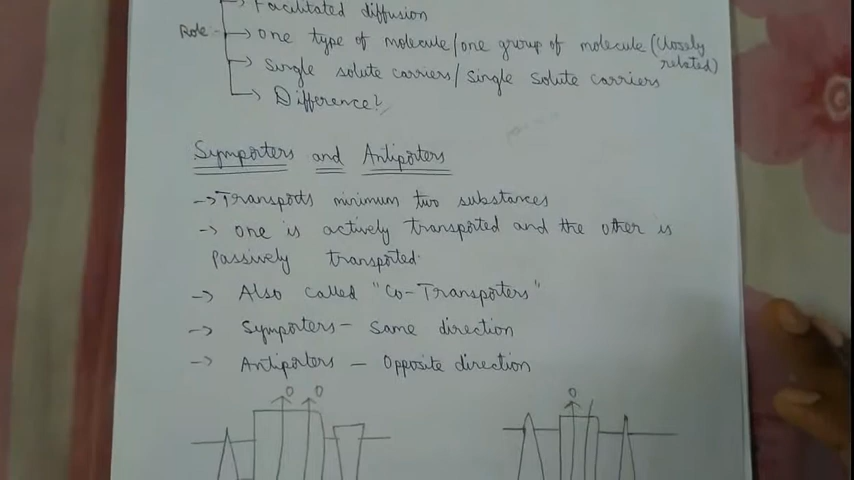 → Facilitated diffusion
Role → one type of molecule/one group of molecule (closely related)
→ Single solute carriers/Single solute carriers
→ Difference?
Symporters and Antiporters
→ Transports minimum two substances
→ one is actively transported and the other is
passively transported.
→ Also called "Co-Transporters"
→ Symporters - Same direction
→ Antiporters - Opposite direction